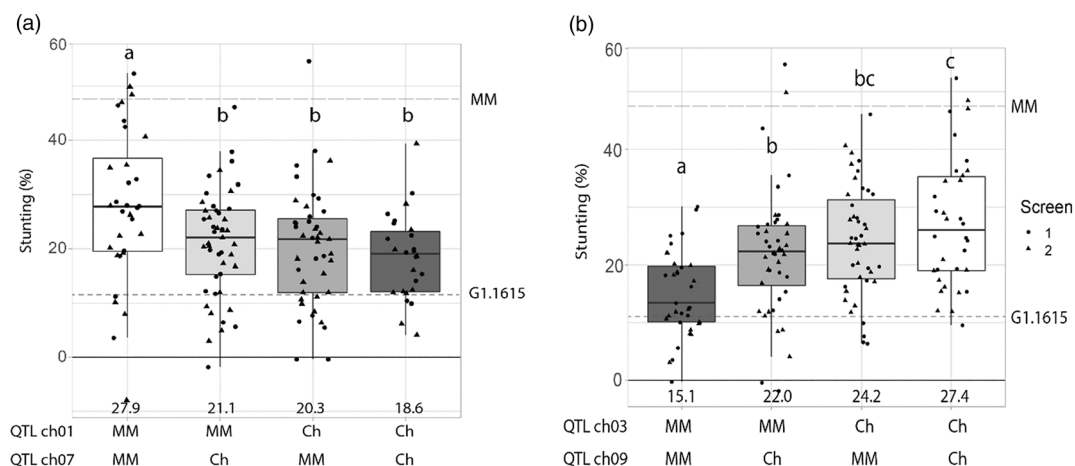 (a)
60
40
20
0
Stunting (%)
a
b
b
b
MM
G1.1615
27.9 21.1 20.3 18.6
QTL ch01 MM MM Ch Ch
QTL ch07 MM Ch MM Ch
(b)
60
40
20
0
Stunting (%)
a
b
bc
c
MM
G1.1615
Screen
1
2
15.1 22.0 24.2 27.4
QTL ch03 MM MM Ch Ch
QTL ch09 MM Ch MM Ch